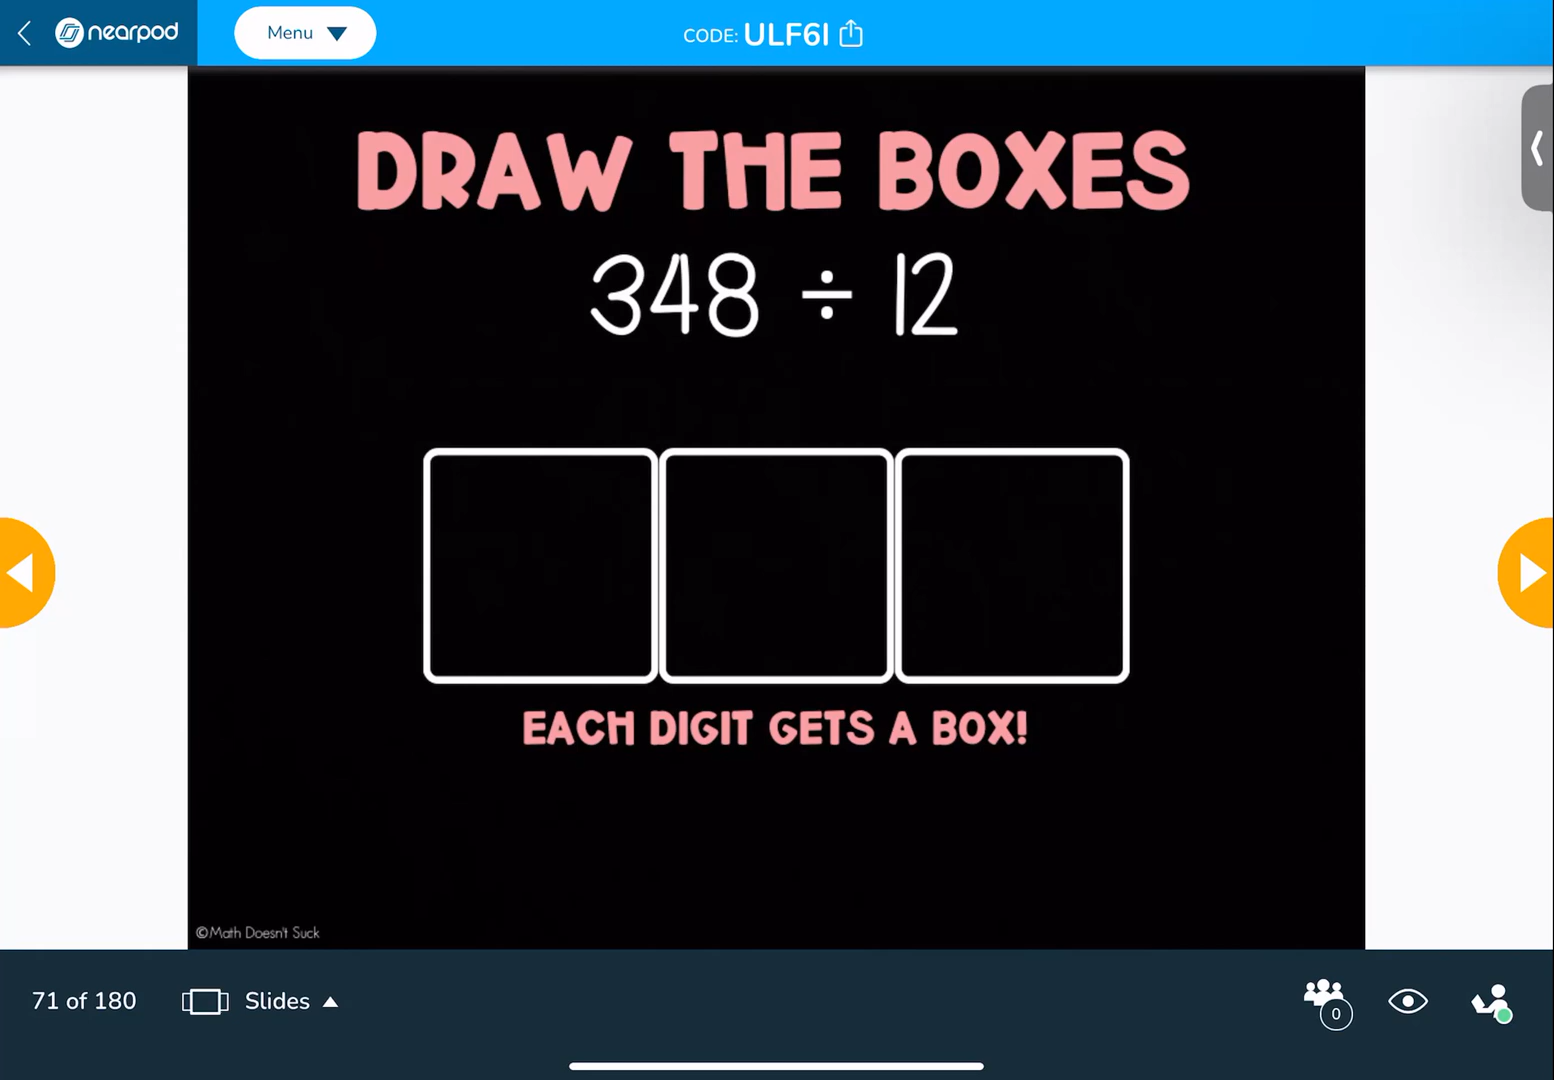 nearpod
Menu
CODE: ULF6I
DRAW THE BOXES
348 ÷ 12
EACH DIGIT GETS A BOX!
©Math Doesn't Suck
71 of 180
Slides
0